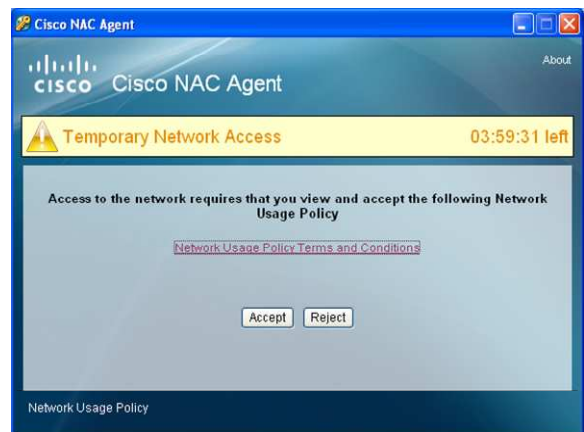 Cisco NAC Agent
About
CISCO Cisco NAC Agent
Temporary Network Access 03:59:31 left
Access to the network requires that you view and accept the following Network
Usage Policy
Network Usage Policy Terms and Conditions
Accept Reject
Network Usage Policy